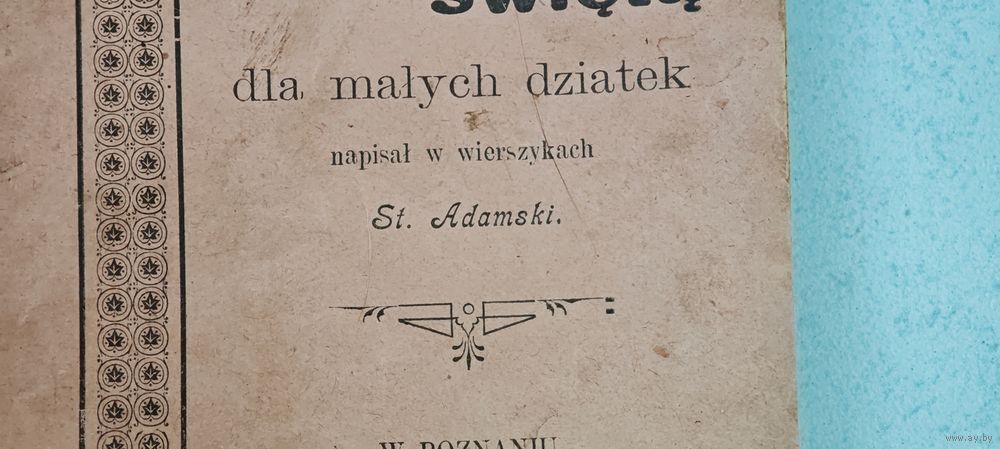 świętą
dla małych dziatek
napisał w wierszykach
St. Adamski.
W POZNANIU
www.ay.by